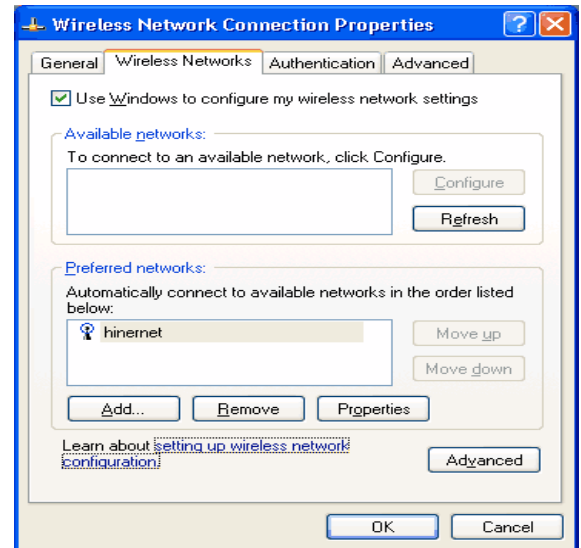 Wireless Network Connection Properties
General Wireless Networks Authentication Advanced
Use Windows to configure my wireless network settings
Available networks:
To connect to an available network, click Configure.
Configure
Refresh
Preferred networks:
Automatically connect to available networks in the order listed
below:
hinernet
Move up
Move down
Add... Remove Properties
Learn about setting up wireless network
configuration.
Advanced
OK Cancel